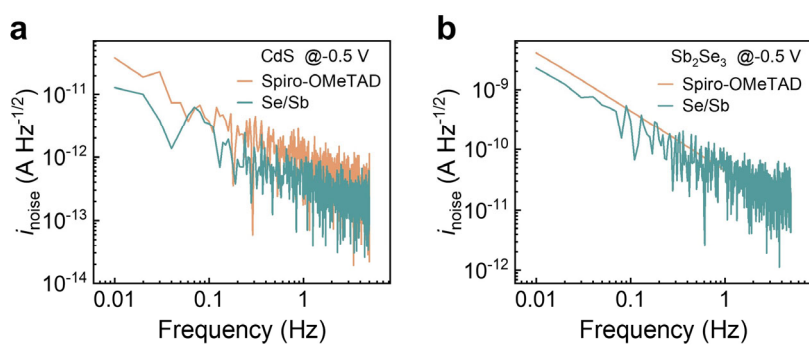 a
CdS @-0.5 V
Spiro-OMeTAD
Se/Sb
i_noise (A Hz^-1/2)
10^-11
10^-12
10^-13
10^-14
0.01 0.1 1
Frequency (Hz)
b
Sb₂Se₃ @-0.5 V
Spiro-OMeTAD
Se/Sb
i_noise (A Hz^-1/2)
10^-9
10^-10
10^-11
10^-12
0.01 0.1 1
Frequency (Hz)